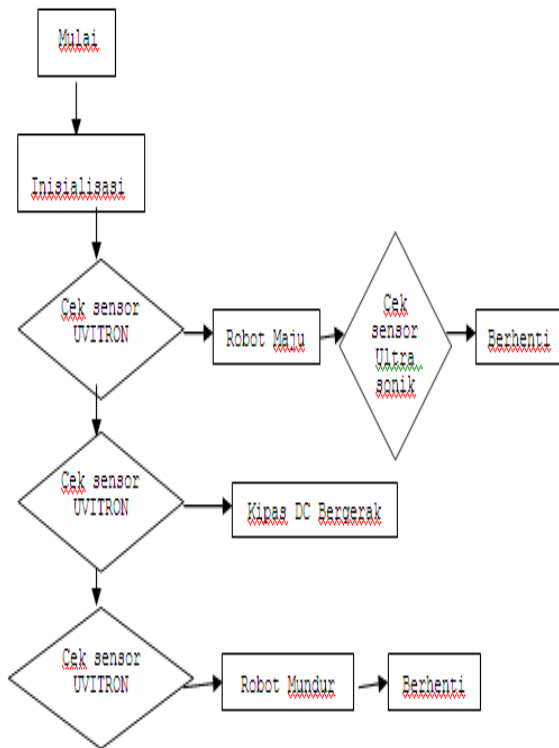 Mulai
Inisialisasi
Cek sensor
UVITRON
Robot Maju
Cek
sensor
Ultra
sonik
Berhenti
Cek sensor
UVITRON
Kipas DC Bergerak
Cek sensor
UVITRON
Robot Mundur
Berhenti